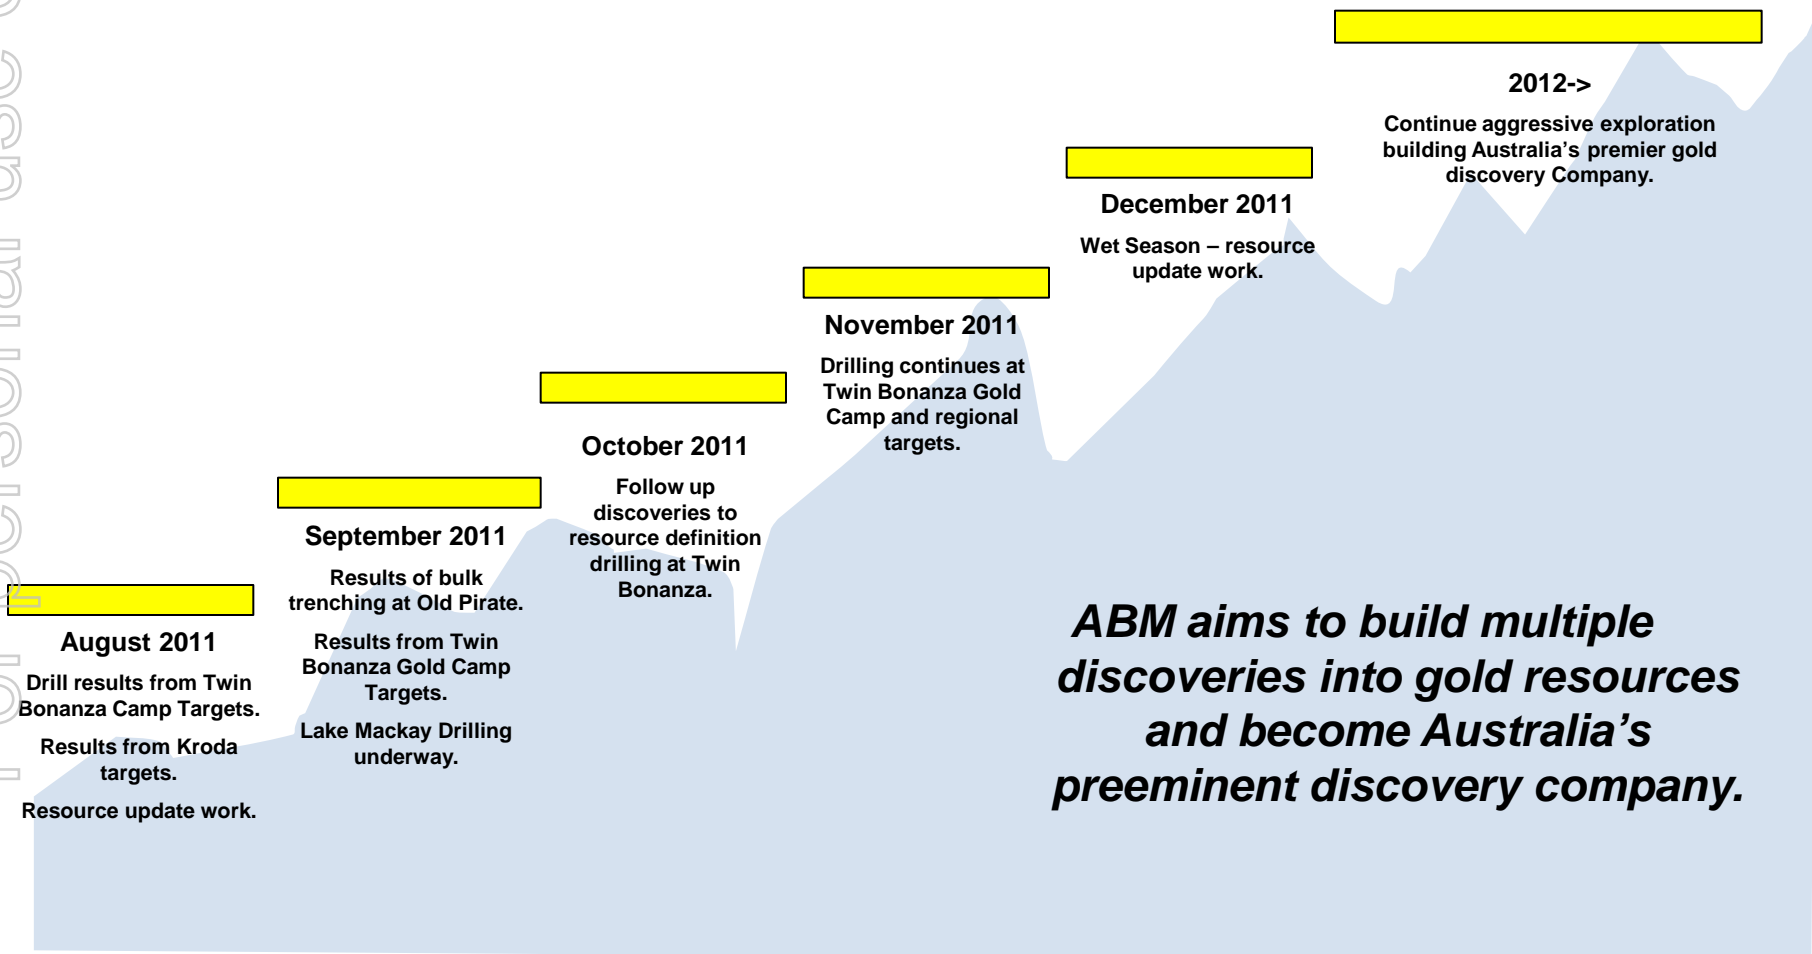 August 2011
Drill results from Twin
Bonanza Camp Targets.
Results from Kroda
targets.
Resource update work.
September 2011
Results of bulk
trenching at Old Pirate.
Results from Twin
Bonanza Gold Camp
Targets.
Lake Mackay Drilling
underway.
October 2011
Follow up
discoveries to
resource definition
drilling at Twin
Bonanza.
November 2011
Drilling continues at
Twin Bonanza Gold
Camp and regional
targets.
December 2011
Wet Season – resource
update work.
2012->
Continue aggressive exploration
building Australia’s premier gold
discovery Company.
ABM aims to build multiple
discoveries into gold resources
and become Australia’s
preeminent discovery company.
For personal use